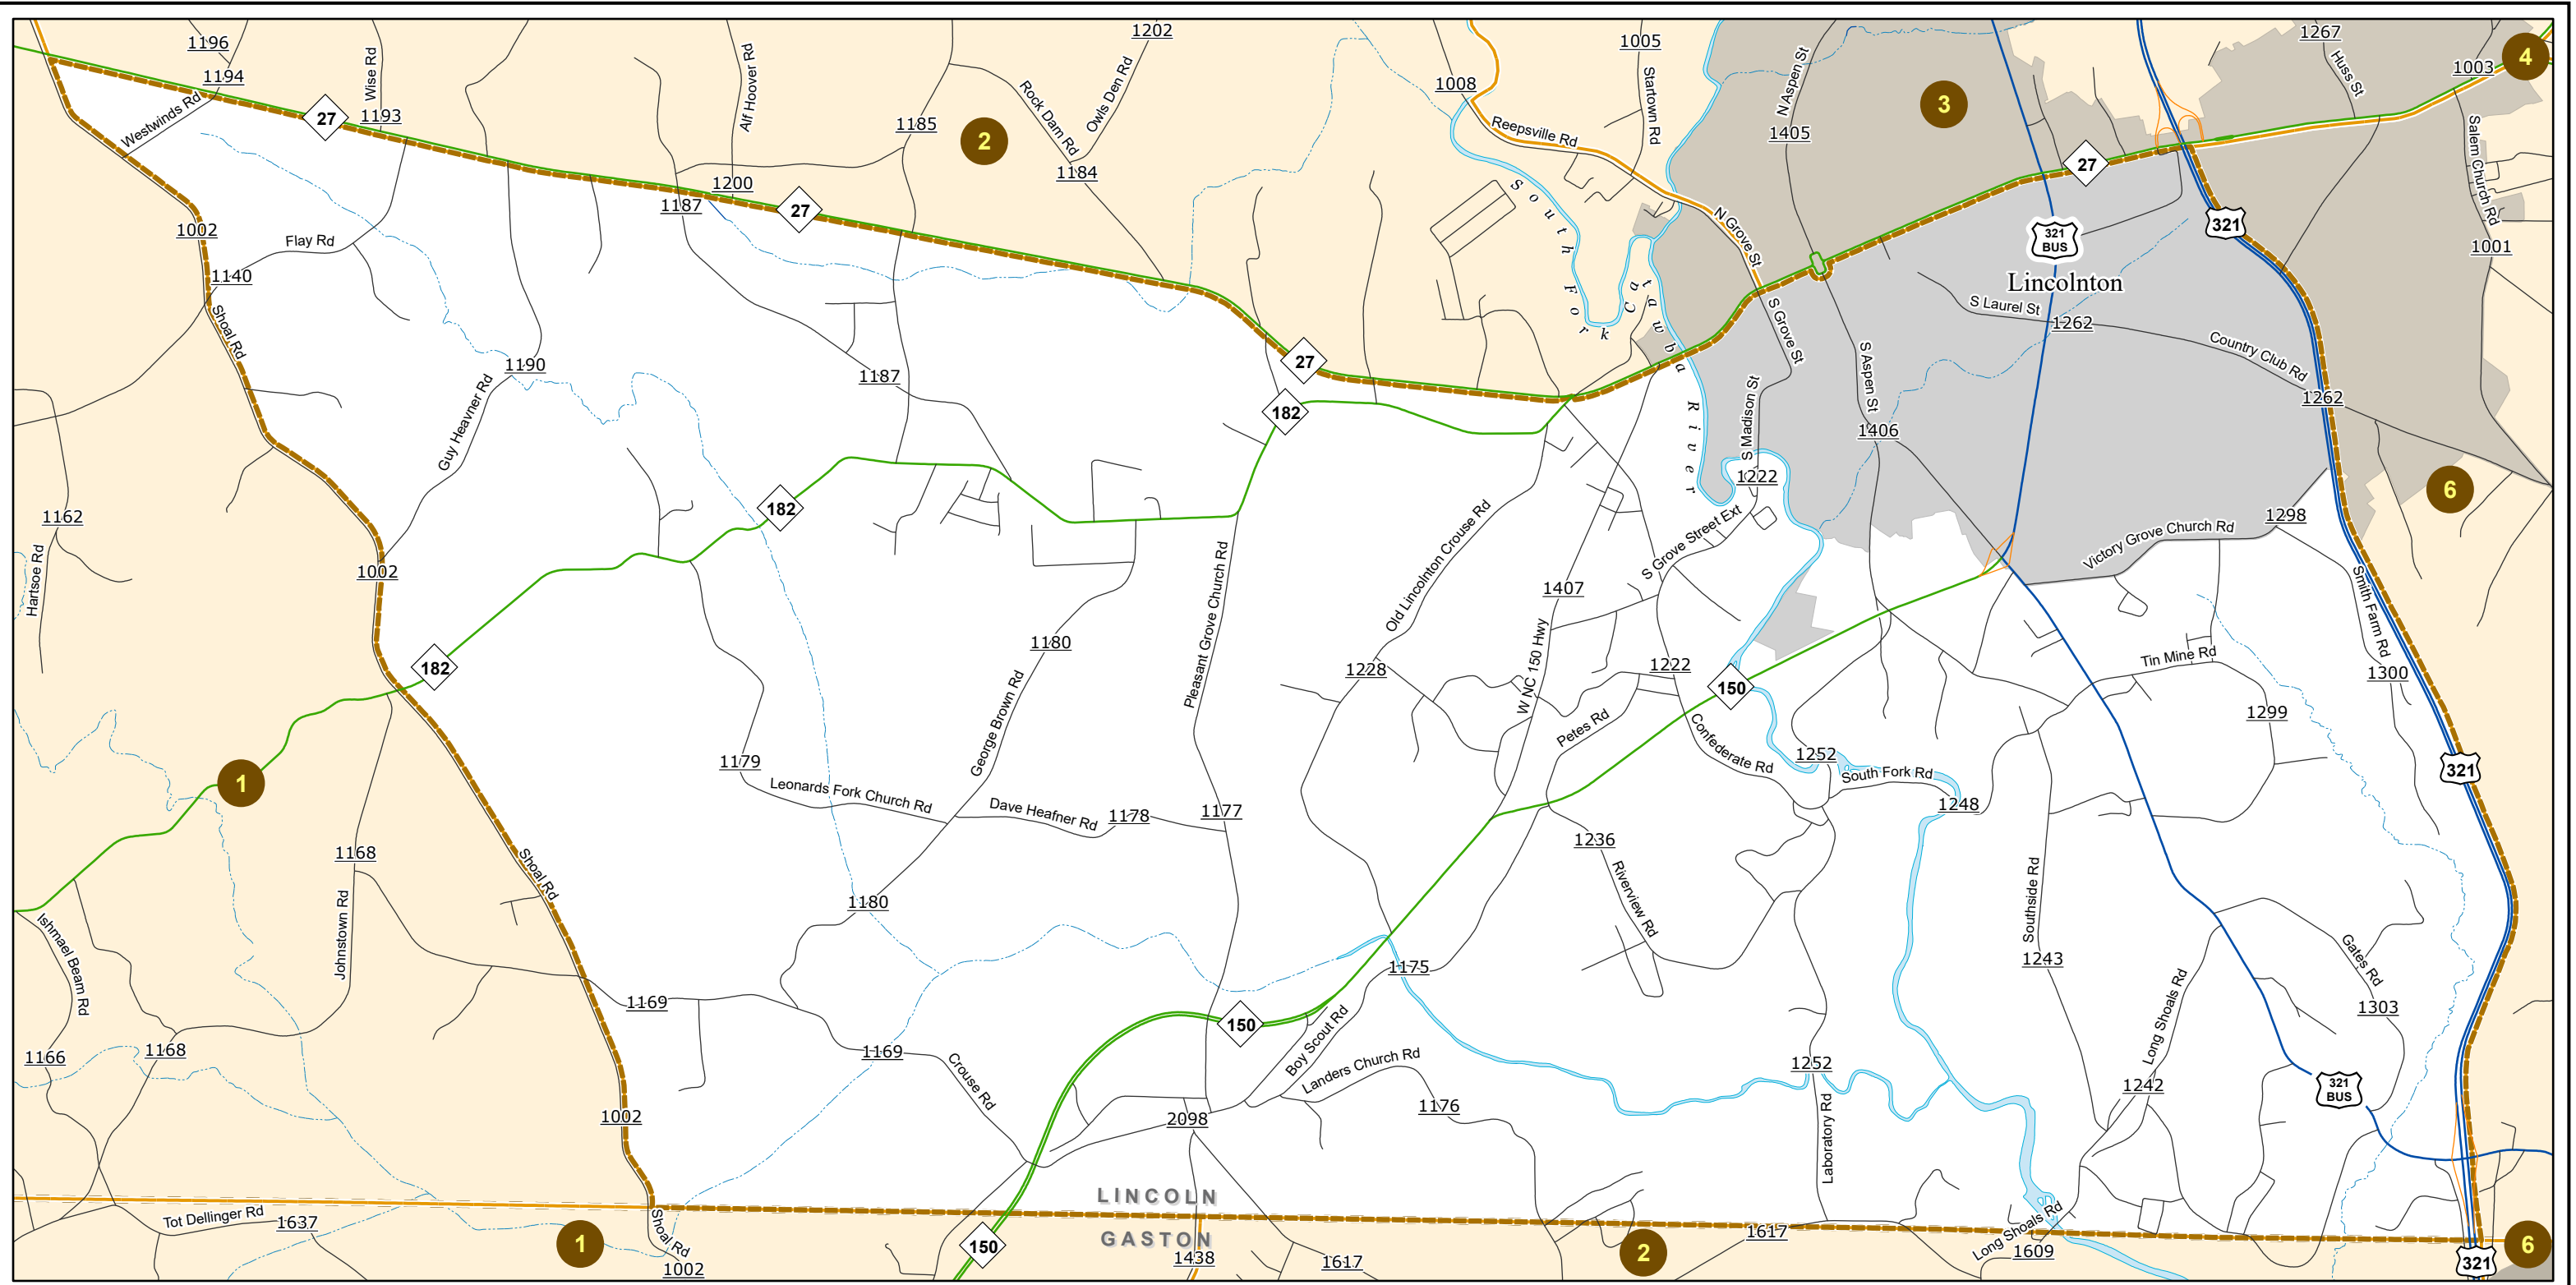 1196
1194
Wise Rd
1193
Westwinds Rd
27
Alf Hoover Rd
1200
1187
27
1185
2
1202
Rock Dam Rd
Owls Den Rd
1184
1008
1005
Startown Rd
Reepsville Rd
N Grove St
N Aspen St
1405
3
27
1267
Huss St
1003
4
Salem Church Rd
1001
321
321
BUS
Lincolnton
S Laurel St
1262
Country Club Rd
1262
1002
Flay Rd
1140
Shoal Rd
1190
Guy Heavner Rd
1187
27
182
South Fork Catawba River
S Grove St
S Madison St
S Aspen St
1406
1222
6
1162
Hartsoe Rd
1002
182
182
Old Lincolnton Crouse Rd
S Grove Street Ext
1407
Victory Grove Church Rd
1298
Smith Farm Rd
1300
Pleasant Grove Church Rd
1180
George Brown Rd
1228
W NC 150 Hwy
1222
150
Petes Rd
Confederate Rd
1252
South Fork Rd
1248
Tin Mine Rd
1299
321
1
1179
Leonards Fork Church Rd
Dave Heafner Rd
1178
1177
1236
Riverview Rd
1168
Johnstown Rd
Shoal Rd
1180
Ishmael Beam Rd
1166
1168
1169
1169
Crouse Rd
150
1175
Boy Scout Rd
Landers Church Rd
1176
2098
1252
Laboratory Rd
Southside Rd
1243
Long Shoals Rd
1242
Gates Rd
1303
321
BUS
1002
LINCOLN
GASTON
Tot Dellinger Rd
1637
1
Shoal Rd
1002
150
1438
1617
2
1617
Long Shoals Rd
1609
321
6